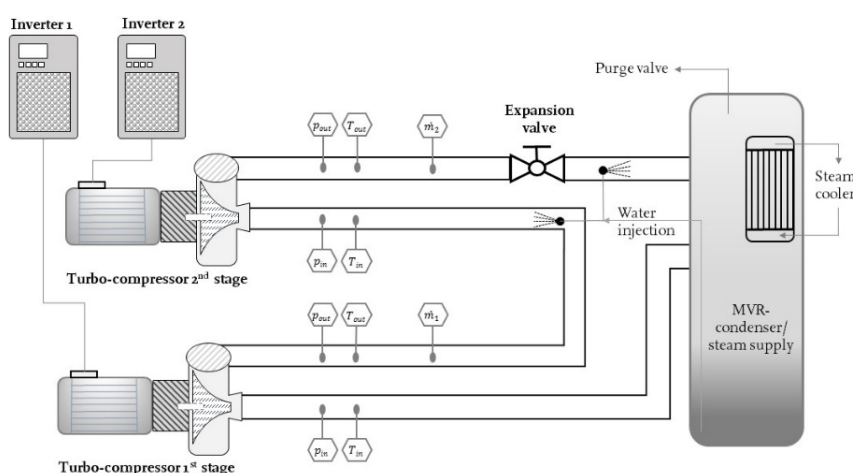 Inverter 1
Inverter 2
Purge valve
Expansion
valve
p_out
T_out
ṁ_2
Steam
cooler
Water
injection
p_in
T_in
Turbo-compressor 2nd stage
p_out
T_out
ṁ_1
MVR-
condenser/
steam supply
p_in
T_in
Turbo-compressor 1st stage